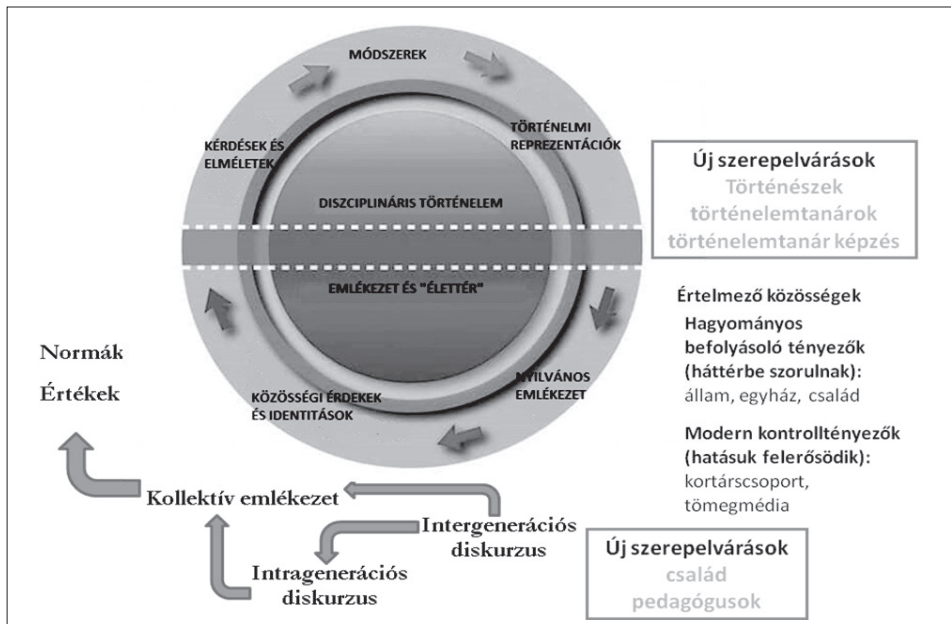 MÓDSZEREK
KÉRDÉSEK ÉS
ELMÉLETEK
TÖRTÉNELMI
REPREZENTÁCIÓK
DISZCIPLINÁRIS TÖRTÉNELEM
EMLÉKEZET ÉS "ÉLETTÉR"
KÖZÖSSÉGI ÉRDEKEK
ÉS IDENTITÁSOK
NYILVÁNOS
EMLÉKEZET
Új szerepelvárások
Történészek
történelemtanárok
történelemtanár képzés
Értelmező közösségek
Hagyományos
befolyásoló tényezők
(háttérbe szorulnak):
állam, egyház, család
Modern kontrolltényezők
(hatásuk felerősödik):
kortárscsoport,
tömegmédia
Normák
Értékek
Kollektív emlékezet
Intergenerációs
diskurzus
Intragenerációs
diskurzus
Új szerepelvárások
család
pedagógusok